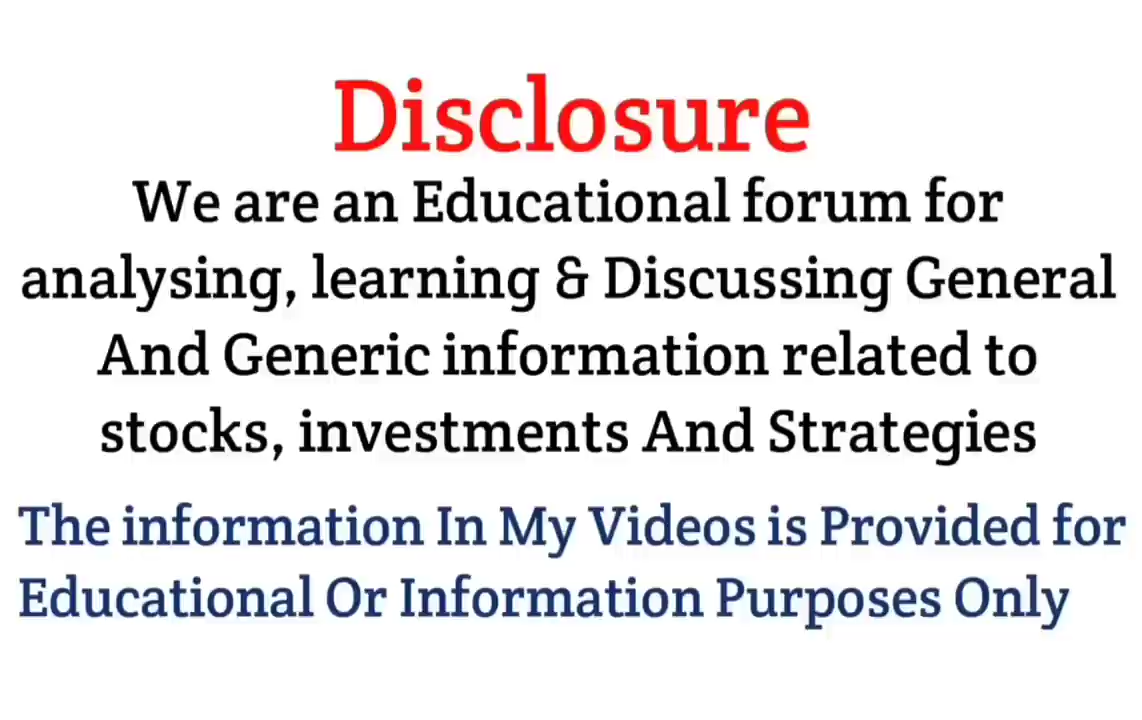 Disclosure
We are an Educational forum for
analysing, learning & Discussing General
And Generic information related to
stocks, investments And Strategies
The information In My Videos is Provided for
Educational Or Information Purposes Only